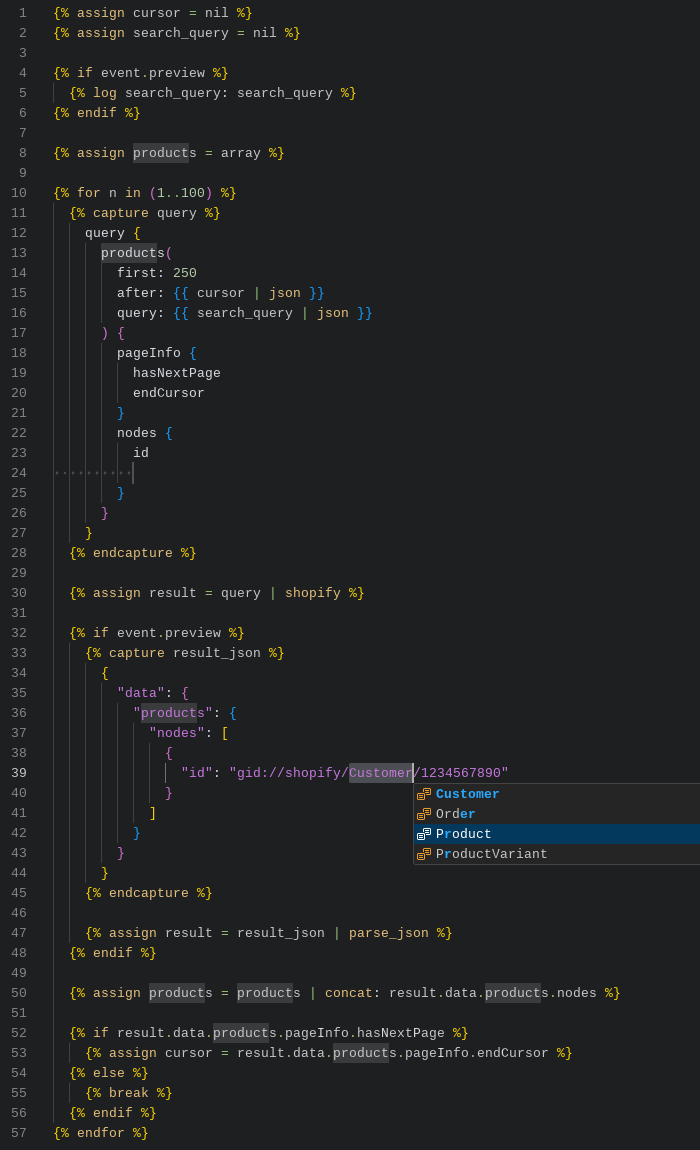 1 {% assign cursor = nil %}
2 {% assign search_query = nil %}
3
4 {% if event.preview %}
5   {% log search_query: search_query %}
6 {% endif %}
7
8 {% assign products = array %}
9
10 {% for n in (1..100) %}
11   {% capture query %}
12     query {
13       products(
14         first: 250
15         after: {{ cursor | json }}
16         query: {{ search_query | json }}
17       ) {
18         pageInfo {
19           hasNextPage
20           endCursor
21         }
22         nodes {
23           id
24 ··········
25         }
26       }
27     }
28   {% endcapture %}
29
30   {% assign result = query | shopify %}
31
32   {% if event.preview %}
33     {% capture result_json %}
34       {
35         "data": {
36           "products": {
37             "nodes": [
38               {
39                 "id": "gid://shopify/Customer/1234567890"
40               }
Customer
41             ]
Order
42           }
Product
43         }
ProductVariant
44       }
45     {% endcapture %}
46
47     {% assign result = result_json | parse_json %}
48   {% endif %}
49
50   {% assign products = products | concat: result.data.products.nodes %}
51
52   {% if result.data.products.pageInfo.hasNextPage %}
53     {% assign cursor = result.data.products.pageInfo.endCursor %}
54   {% else %}
55     {% break %}
56   {% endif %}
57 {% endfor %}